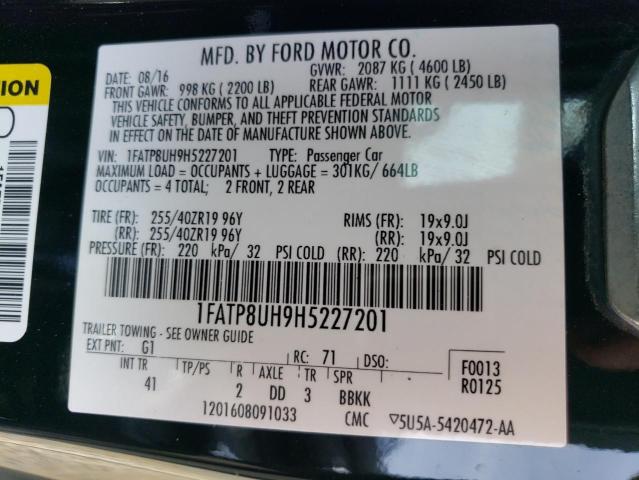 MFD. BY FORD MOTOR CO.
DATE: 08/16 GVWR: 2087 KG (4600 LB)
FRONT GAWR: 998 KG (2200 LB) REAR GAWR: 1111 KG (2450 LB)
THIS VEHICLE CONFORMS TO ALL APPLICABLE FEDERAL MOTOR
VEHICLE SAFETY, BUMPER, AND THEFT PREVENTION STANDARDS
IN EFFECT ON THE DATE OF MANUFACTURE SHOWN ABOVE.
VIN: 1FATP8UH9H5227201 TYPE: Passenger Car
MAXIMUM LOAD = OCCUPANTS + LUGGAGE = 301KG/ 664LB
OCCUPANTS = 4 TOTAL; 2 FRONT, 2 REAR
TIRE (FR): 255/40ZR19 96Y RIMS (FR): 19x9.0J
(RR): 255/40ZR19 96Y (RR): 19x9.0J
PRESSURE (FR): 220 kPa/ 32 PSI COLD (RR): 220 kPa/ 32 PSI COLD
1FATP8UH9H5227201
TRAILER TOWING - SEE OWNER GUIDE
EXT PNT: G1 RC: 71 DSO: F0013
INT TR TP/PS R AXLE TR SPR R0125
41 2 DD 3 BBKK
1201608091033 CMC ▽5U5A-5420472-AA